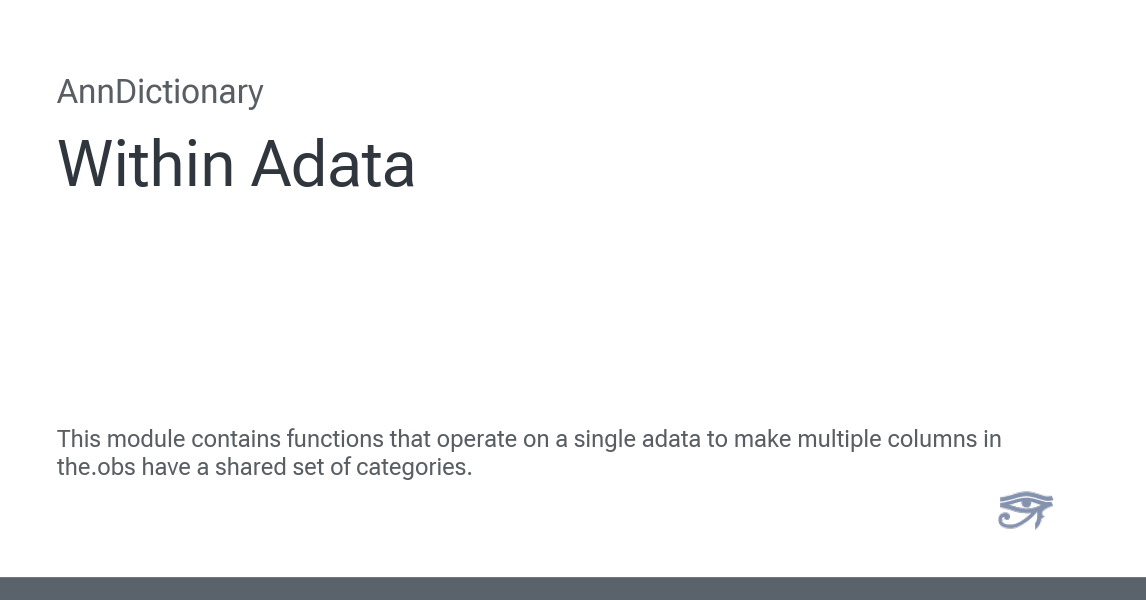 AnnDictionary
Within Adata
This module contains functions that operate on a single adata to make multiple columns in
the.obs have a shared set of categories.